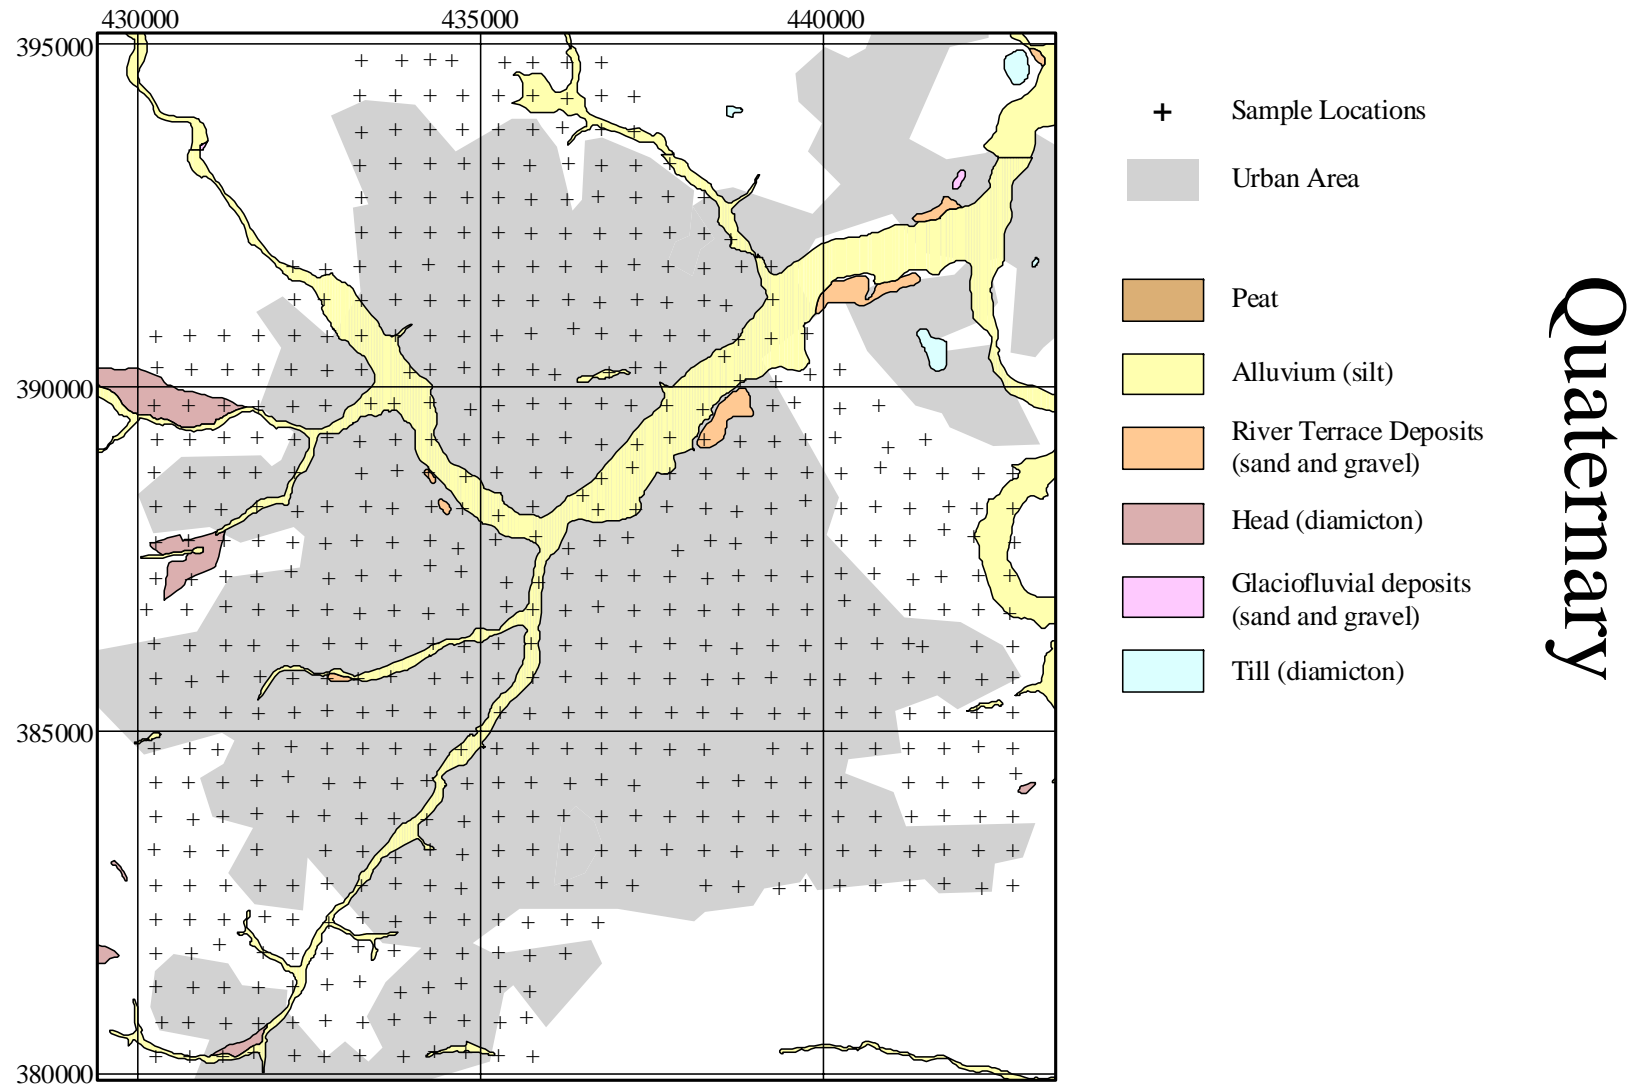 430000
435000
440000
395000
390000
385000
380000
Sample Locations
Urban Area
Peat
Alluvium (silt)
River Terrace Deposits
(sand and gravel)
Head (diamicton)
Glaciofluvial deposits
(sand and gravel)
Till (diamicton)
Quaternary